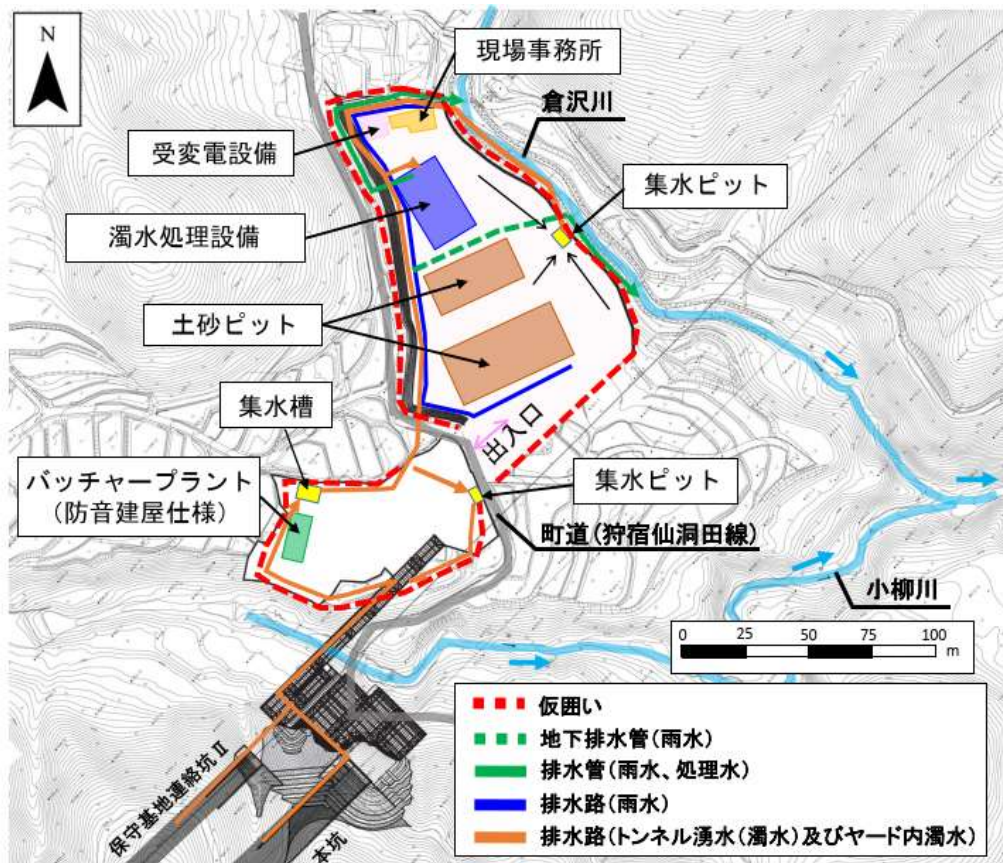 N
現場事務所
倉沢川
受変電設備
集水ピット
濁水処理設備
土砂ピット
集水槽
出入口
バッチャープラント
(防音建屋仕様)
集水ピット
町道(狩宿仙洞田線)
小柳川
0 25 50 75 100
m
仮囲い
地下排水管(雨水)
排水管(雨水、処理水)
排水路(雨水)
排水路(トンネル湧水(濁水)及びヤード内濁水)
保守基地連絡坑Ⅱ
本坑